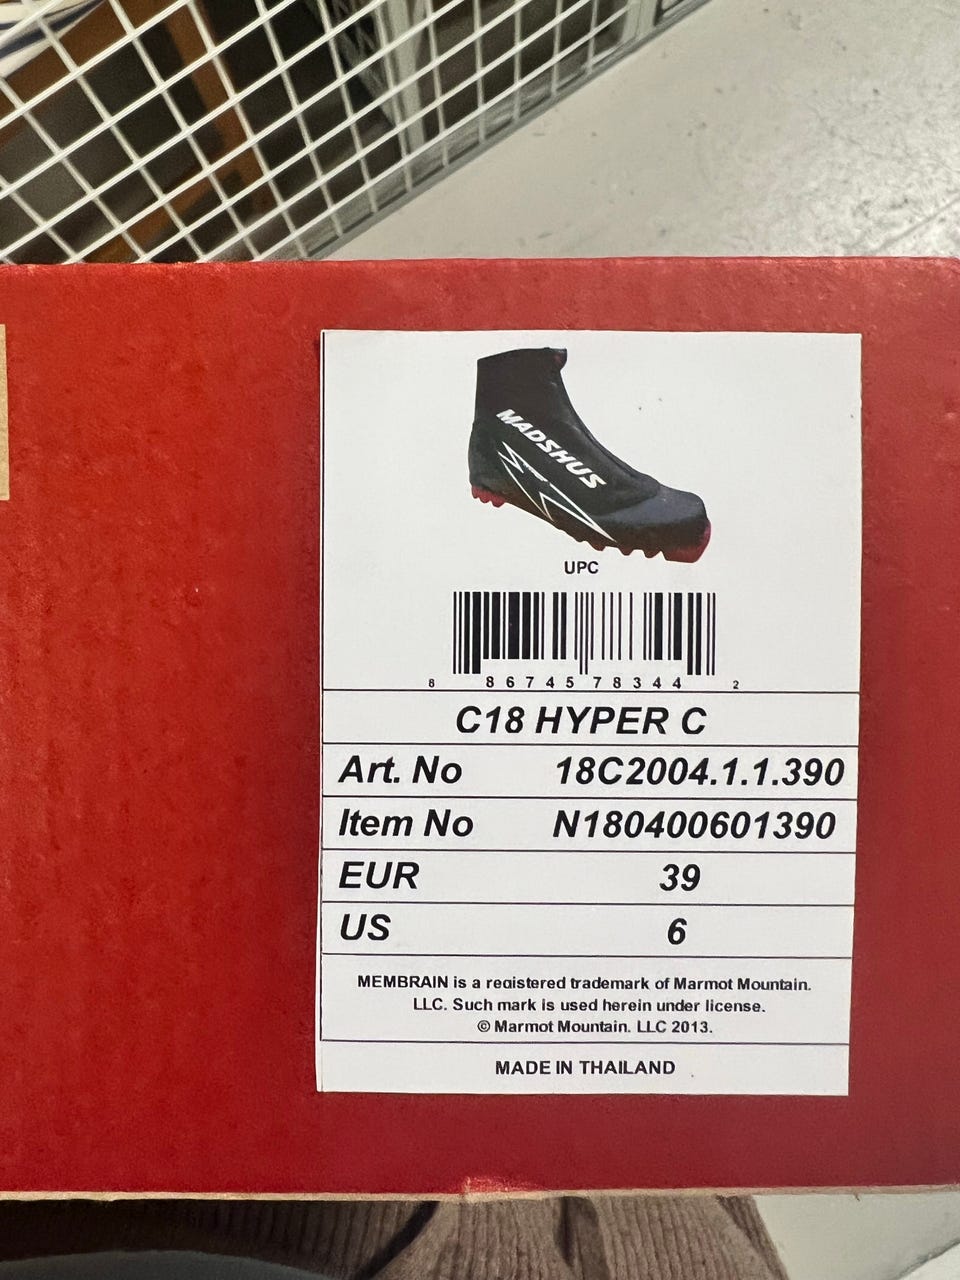 MADSHUS
UPC
8 86745 78344 2
C18 HYPER C
Art. No 18C2004.1.1.390
Item No N180400601390
EUR 39
US 6
MEMBRAIN is a registered trademark of Marmot Mountain.
LLC. Such mark is used herein under license.
© Marmot Mountain. LLC 2013.
MADE IN THAILAND